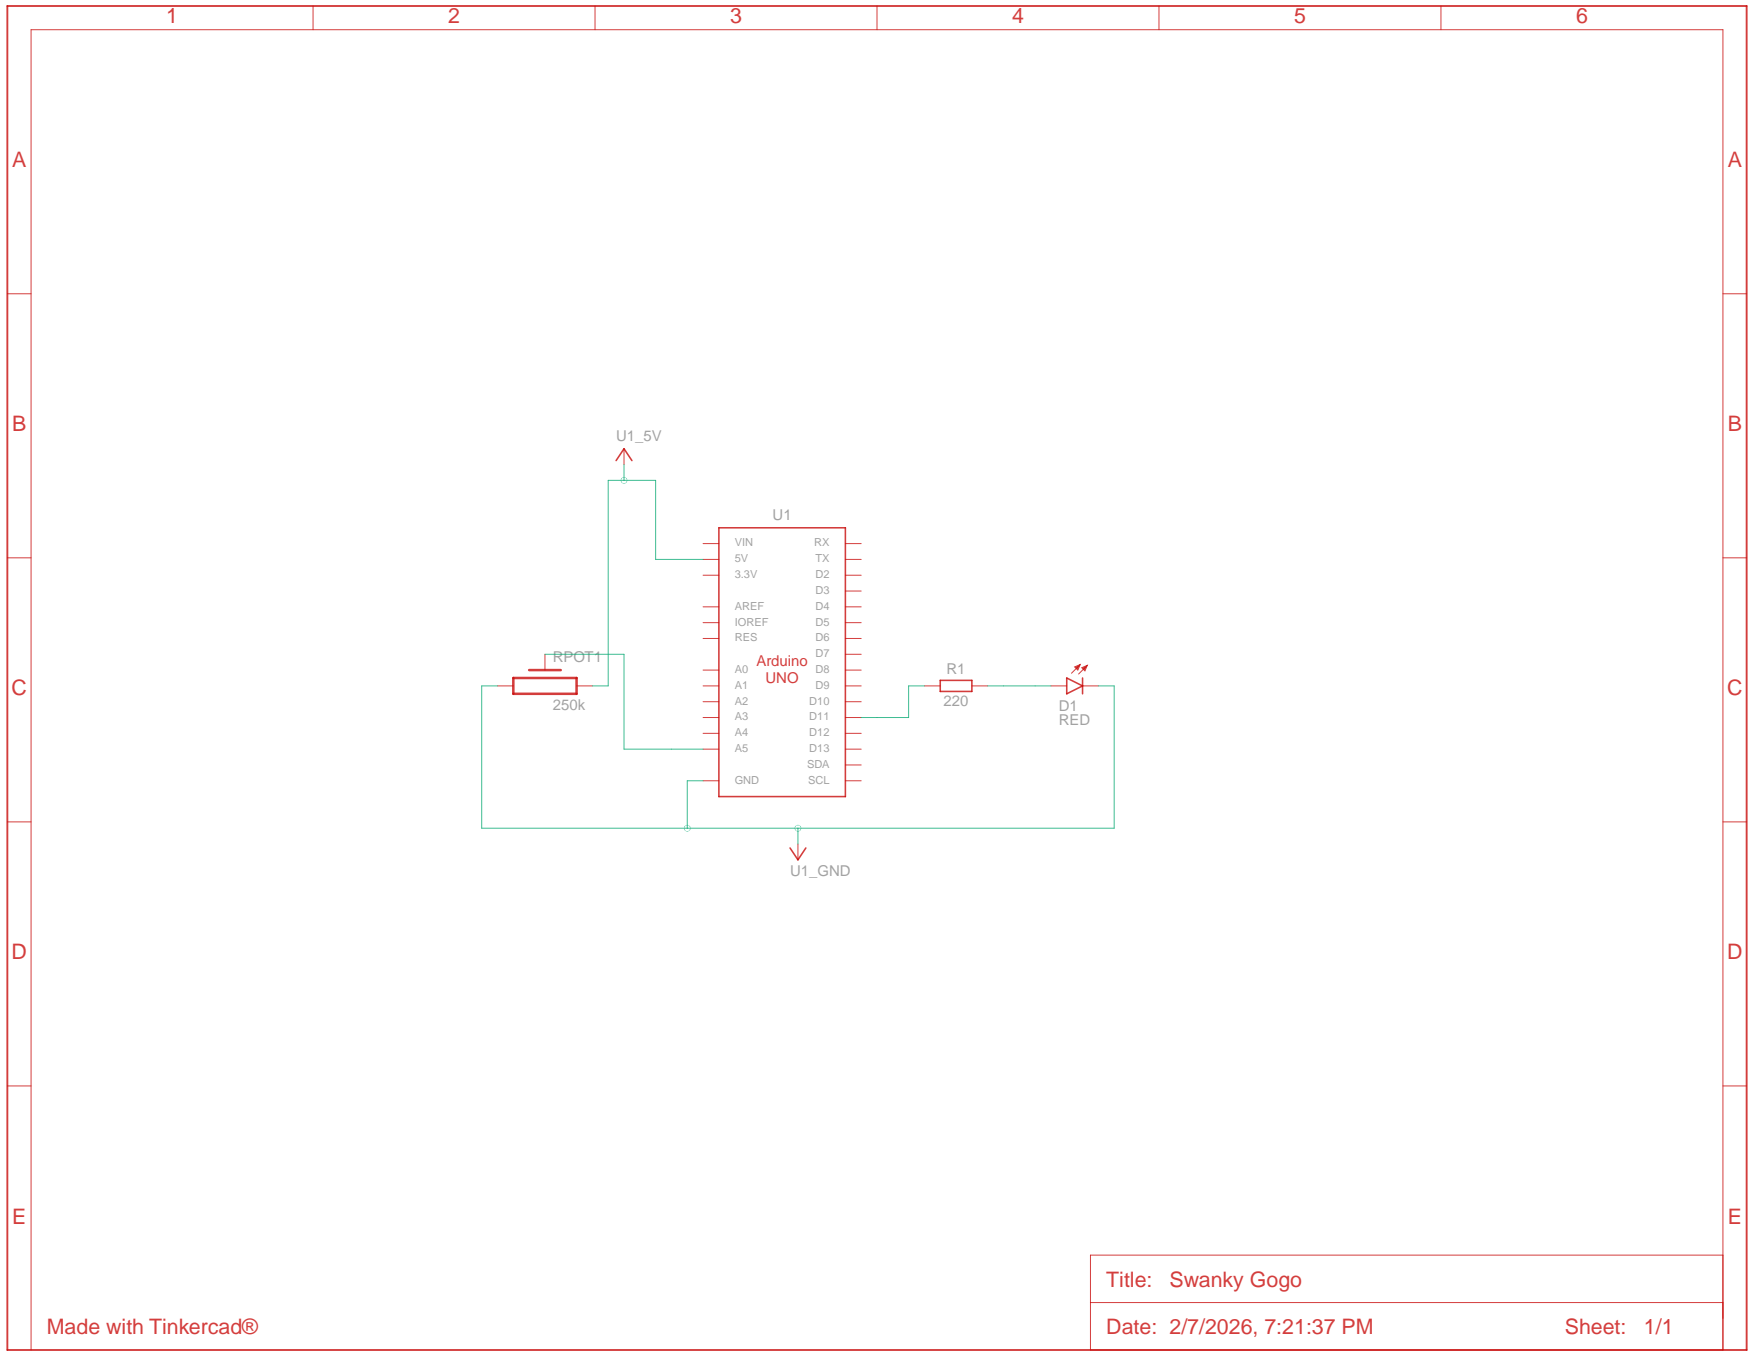 1 2 3 4 5 6
A A
B B
U1_5V
U1
VIN RX
5V TX
3.3V D2
D3
AREF D4
IOREF D5
RES D6
D7
RPOT1
Arduino
UNO
A0 D8
A1 D9
A2 D10
A3 D11
A4 D12
A5 D13
SDA
GND SCL
250k
R1
220
D1
RED
C C
U1_GND
D D
E E
Title: Swanky Gogo
Made with Tinkercad®
Date: 2/7/2026, 7:21:37 PM Sheet: 1/1